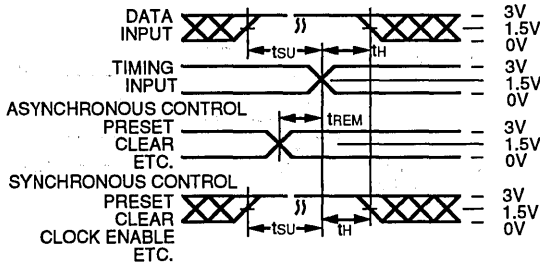 DATA
INPUT
3V
1.5V
0V
tSU
tH
TIMING
INPUT
3V
1.5V
0V
ASYNCHRONOUS CONTROL
tREM
PRESET
CLEAR
ETC.
3V
1.5V
0V
SYNCHRONOUS CONTROL
PRESET
CLEAR
CLOCK ENABLE
ETC.
3V
1.5V
0V
tSU
tH